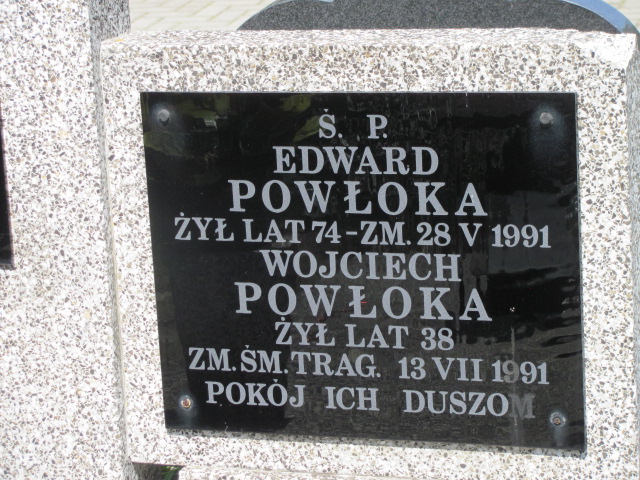 Ś. P.
EDWARD
POWŁOKA
ŻYŁ LAT 74-ZM. 28 V 1991
WOJCIECH
POWŁOKA
ŻYŁ LAT 38
ZM. ŚM. TRAG. 13 VII 1991
POKÓJ ICH DUSZOM